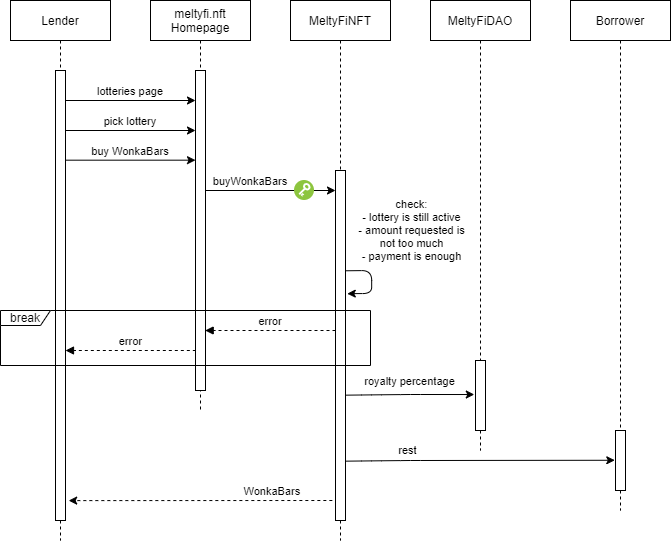 Lender
meltyfi.nft
Homepage
MeltyFiNFT
MeltyFiDAO
Borrower
lotteries page
pick lottery
buy WonkaBars
buyWonkaBars
check:
- lottery is still active
- amount requested is
not too much
- payment is enough
break
error
error
royalty percentage
rest
WonkaBars